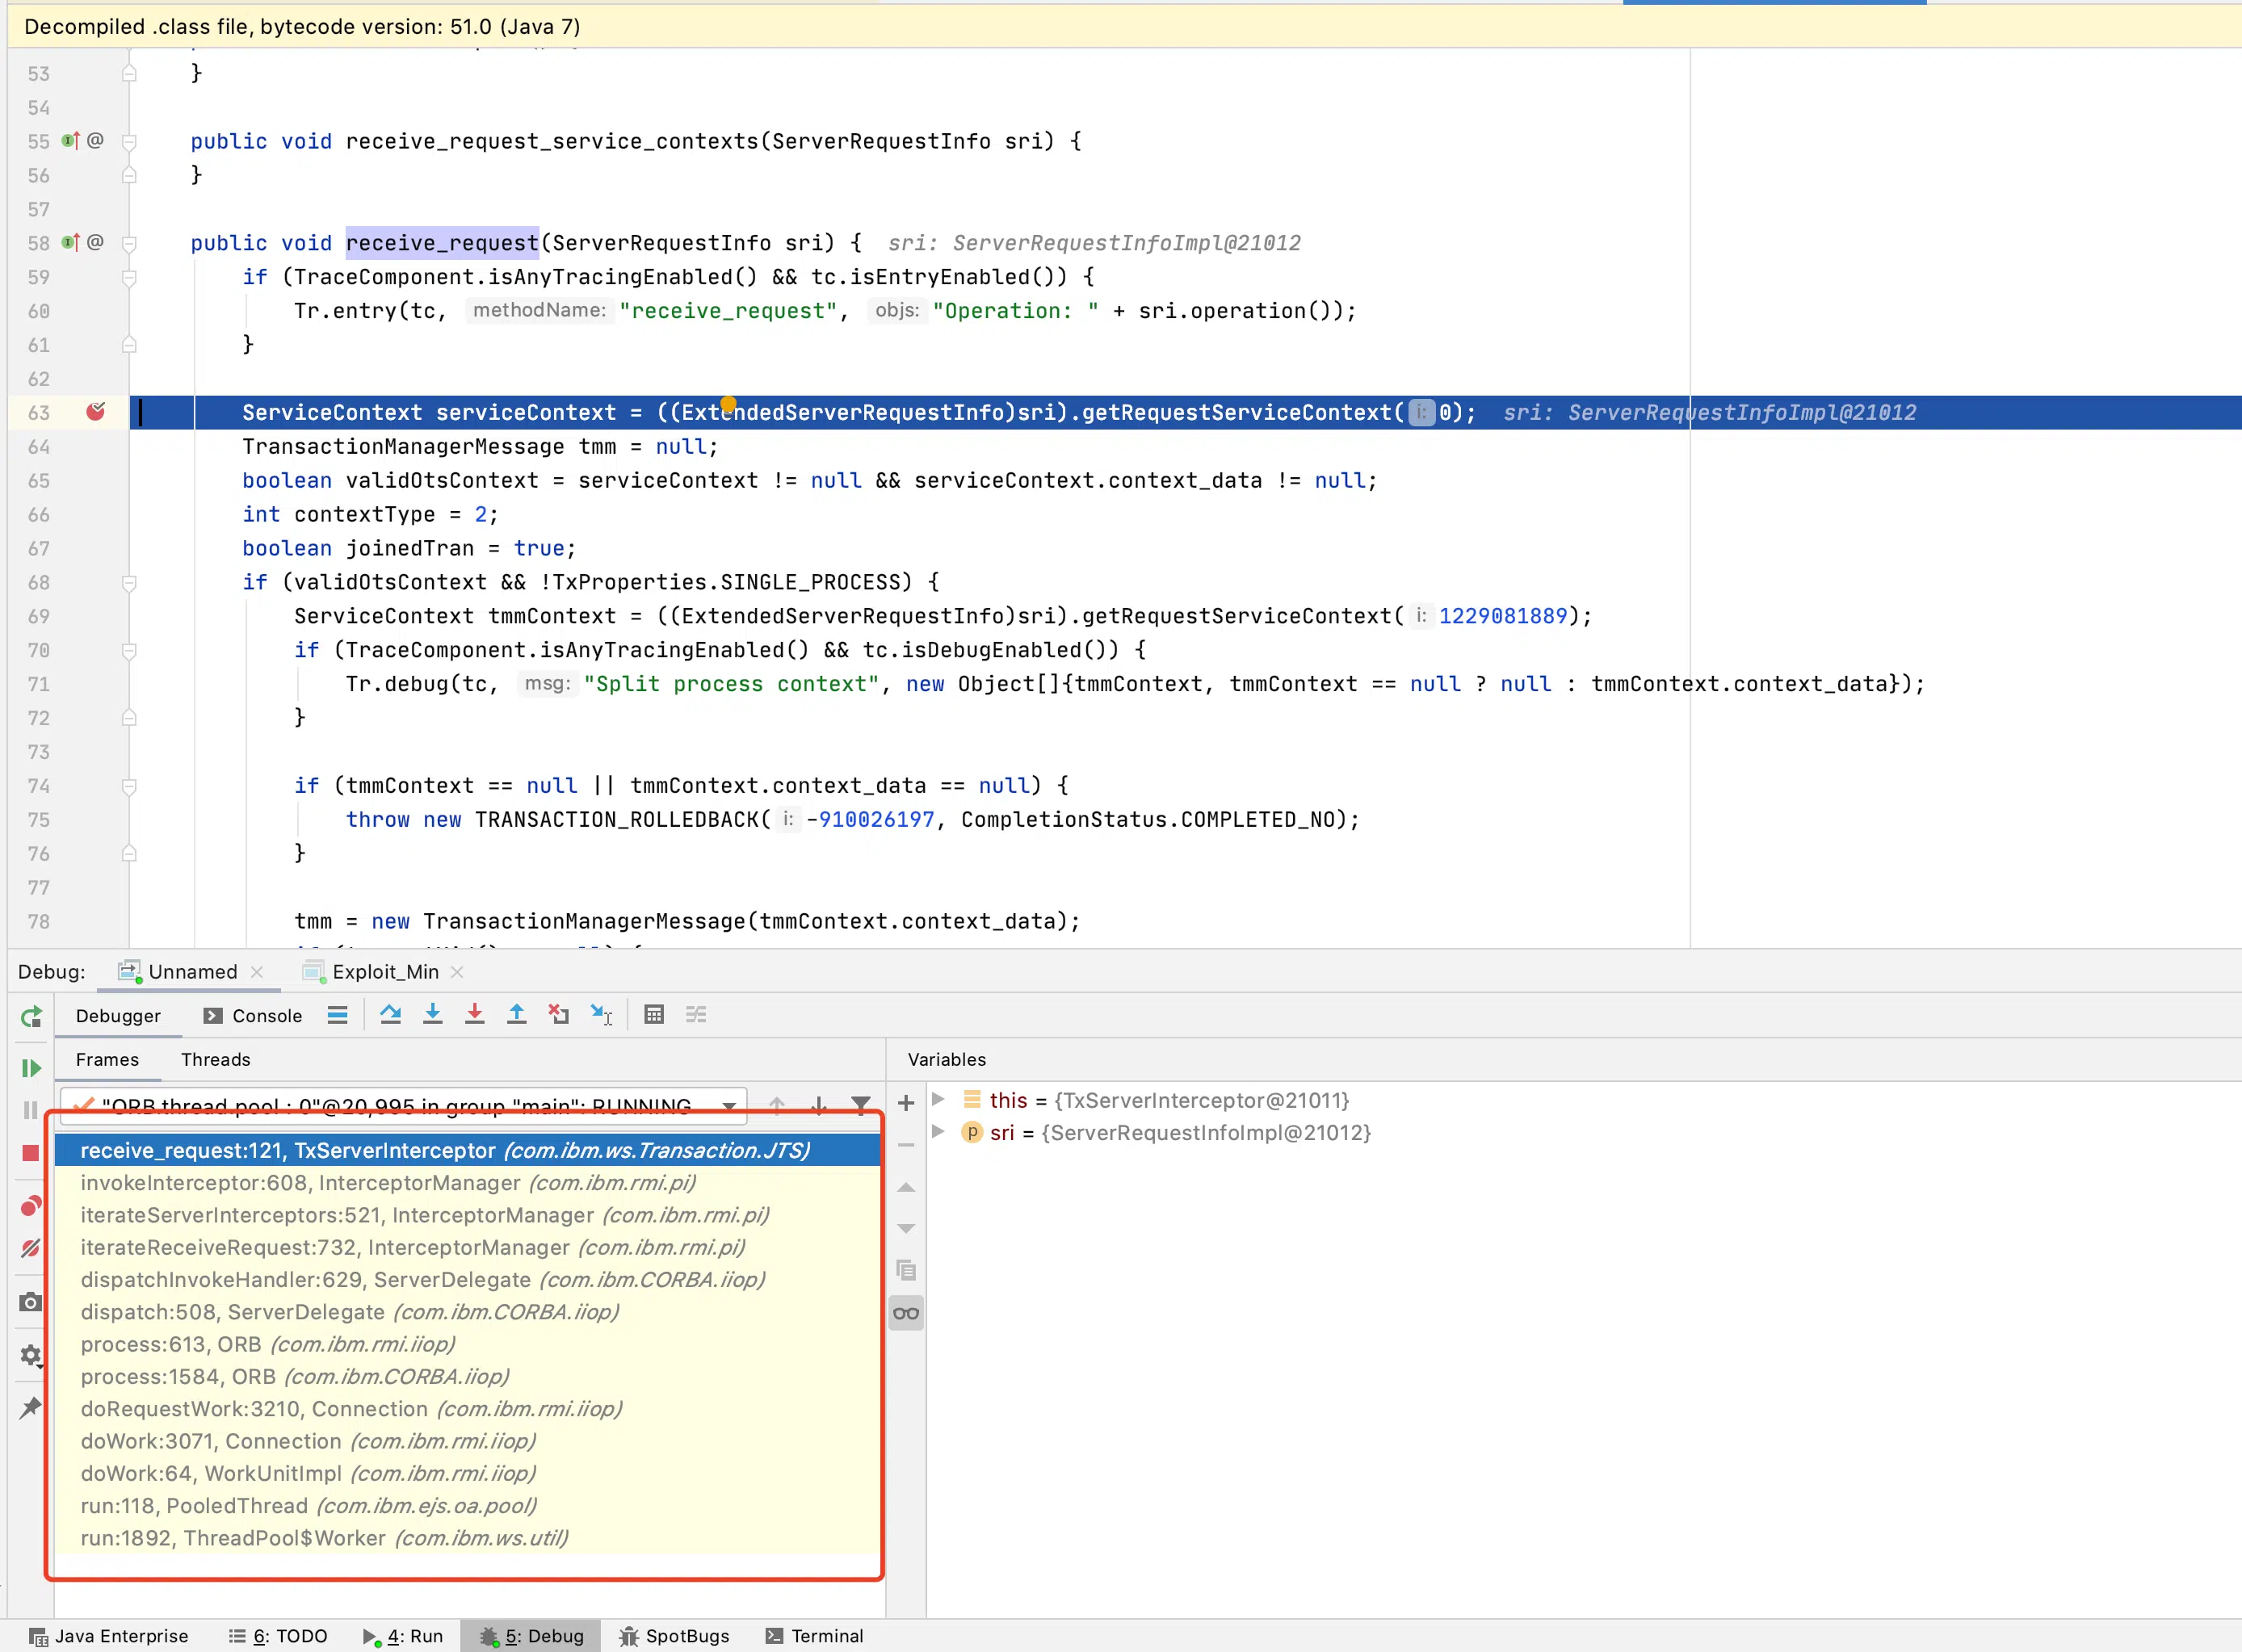 Decompiled .class file, bytecode version: 51.0 (Java 7)
53 }
54
55 @ public void receive_request_service_contexts(ServerRequestInfo sri) {
56 }
57
58 @ public void receive_request(ServerRequestInfo sri) { sri: ServerRequestInfoImpl@21012
59 if (TraceComponent.isAnyTracingEnabled() && tc.isEntryEnabled()) {
60 Tr.entry(tc, methodName: "receive_request", objs: "Operation: " + sri.operation());
61 }
62
63 ServiceContext serviceContext = ((ExtendedServerRequestInfo)sri).getRequestServiceContext( i: 0); sri: ServerRequestInfoImpl@21012
64 TransactionManagerMessage tmm = null;
65 boolean validOtsContext = serviceContext != null && serviceContext.context_data != null;
66 int contextType = 2;
67 boolean joinedTran = true;
68 if (validOtsContext && !TxProperties.SINGLE_PROCESS) {
69 ServiceContext tmmContext = ((ExtendedServerRequestInfo)sri).getRequestServiceContext( i: 1229081889);
70 if (TraceComponent.isAnyTracingEnabled() && tc.isDebugEnabled()) {
71 Tr.debug(tc, msg: "Split process context", new Object[]{tmmContext, tmmContext == null ? null : tmmContext.context_data});
72 }
73
74 if (tmmContext == null || tmmContext.context_data == null) {
75 throw new TRANSACTION_ROLLEDBACK( i: -910026197, CompletionStatus.COMPLETED_NO);
76 }
77
78 tmm = new TransactionManagerMessage(tmmContext.context_data);
Debug: Unnamed Exploit_Min
Debugger Console
Frames Threads Variables
"ORB.thread.pool : 0"@20,995 in group "main": RUNNING
this = {TxServerInterceptor@21011}
sri = {ServerRequestInfoImpl@21012}
receive_request:121, TxServerInterceptor (com.ibm.ws.Transaction.JTS)
invokeInterceptor:608, InterceptorManager (com.ibm.rmi.pi)
iterateServerInterceptors:521, InterceptorManager (com.ibm.rmi.pi)
iterateReceiveRequest:732, InterceptorManager (com.ibm.rmi.pi)
dispatchInvokeHandler:629, ServerDelegate (com.ibm.CORBA.iiop)
dispatch:508, ServerDelegate (com.ibm.CORBA.iiop)
process:613, ORB (com.ibm.rmi.iiop)
process:1584, ORB (com.ibm.CORBA.iiop)
doRequestWork:3210, Connection (com.ibm.rmi.iiop)
doWork:3071, Connection (com.ibm.rmi.iiop)
doWork:64, WorkUnitImpl (com.ibm.rmi.iiop)
run:118, PooledThread (com.ibm.ejs.oa.pool)
run:1892, ThreadPool$Worker (com.ibm.ws.util)
Java Enterprise 6: TODO 4: Run 5: Debug SpotBugs Terminal